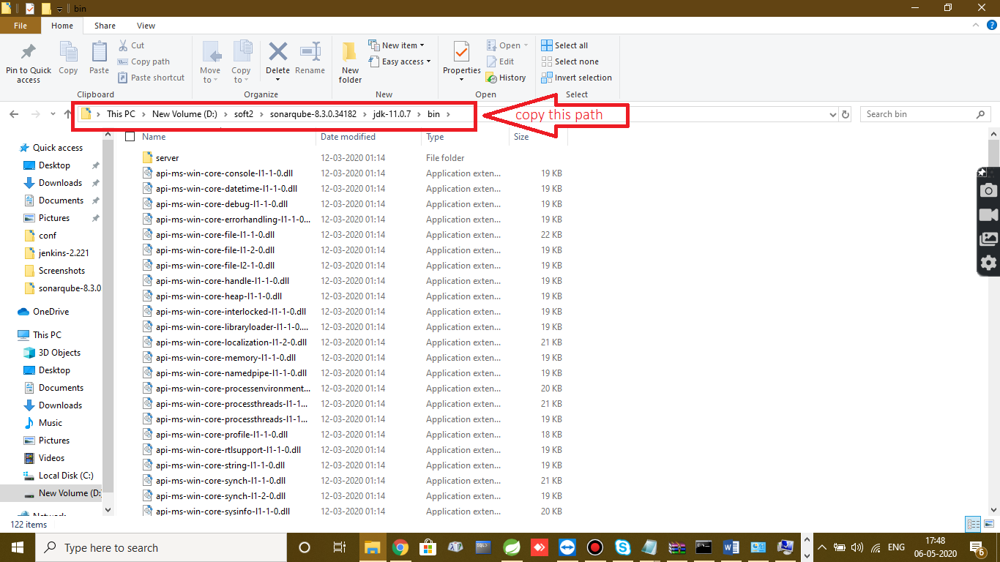 bin
File Home Share View
Pin to Quick access
Copy
Paste
Cut
Copy path
Paste shortcut
Clipboard
Move to
Copy to
Delete
Rename
Organize
New folder
New item
Easy access
New
Properties
Open
Edit
History
Open
Select all
Select none
Invert selection
Select
This PC > New Volume (D:) > soft2 > sonarqube-8.3.0.34182 > jdk-11.0.7 > bin >
copy this path
Search bin
Quick access
Desktop
Downloads
Documents
Pictures
conf
jenkins-2.221
Screenshots
sonarqube-8.3.0
OneDrive
This PC
3D Objects
Desktop
Documents
Downloads
Music
Pictures
Videos
Local Disk (C:)
New Volume (D:
Network
Name Date modified Type Size
server 12-03-2020 01:14 File folder
api-ms-win-core-console-l1-1-0.dll 12-03-2020 01:14 Application exten... 19 KB
api-ms-win-core-datetime-l1-1-0.dll 12-03-2020 01:14 Application exten... 19 KB
api-ms-win-core-debug-l1-1-0.dll 12-03-2020 01:14 Application exten... 19 KB
api-ms-win-core-errorhandling-l1-1-0... 12-03-2020 01:14 Application exten... 19 KB
api-ms-win-core-file-l1-1-0.dll 12-03-2020 01:14 Application exten... 22 KB
api-ms-win-core-file-l1-2-0.dll 12-03-2020 01:14 Application exten... 19 KB
api-ms-win-core-file-l2-1-0.dll 12-03-2020 01:14 Application exten... 19 KB
api-ms-win-core-handle-l1-1-0.dll 12-03-2020 01:14 Application exten... 19 KB
api-ms-win-core-heap-l1-1-0.dll 12-03-2020 01:14 Application exten... 19 KB
api-ms-win-core-interlocked-l1-1-0.dll 12-03-2020 01:14 Application exten... 19 KB
api-ms-win-core-libraryloader-l1-1-0.... 12-03-2020 01:14 Application exten... 19 KB
api-ms-win-core-localization-l1-2-0.dll 12-03-2020 01:14 Application exten... 21 KB
api-ms-win-core-memory-l1-1-0.dll 12-03-2020 01:14 Application exten... 19 KB
api-ms-win-core-namedpipe-l1-1-0.dll 12-03-2020 01:14 Application exten... 19 KB
api-ms-win-core-processenvironment... 12-03-2020 01:14 Application exten... 20 KB
api-ms-win-core-processthreads-l1-1... 12-03-2020 01:14 Application exten... 21 KB
api-ms-win-core-processthreads-l1-1... 12-03-2020 01:14 Application exten... 19 KB
api-ms-win-core-profile-l1-1-0.dll 12-03-2020 01:14 Application exten... 18 KB
api-ms-win-core-rtlsupport-l1-1-0.dll 12-03-2020 01:14 Application exten... 19 KB
api-ms-win-core-string-l1-1-0.dll 12-03-2020 01:14 Application exten... 19 KB
api-ms-win-core-synch-l1-1-0.dll 12-03-2020 01:14 Application exten... 21 KB
api-ms-win-core-synch-l1-2-0.dll 12-03-2020 01:14 Application exten... 19 KB
api-ms-win-core-sysinfo-l1-1-0.dll 12-03-2020 01:14 Application exten... 20 KB
122 items
Type here to search
ENG
17:48
06-05-2020
6